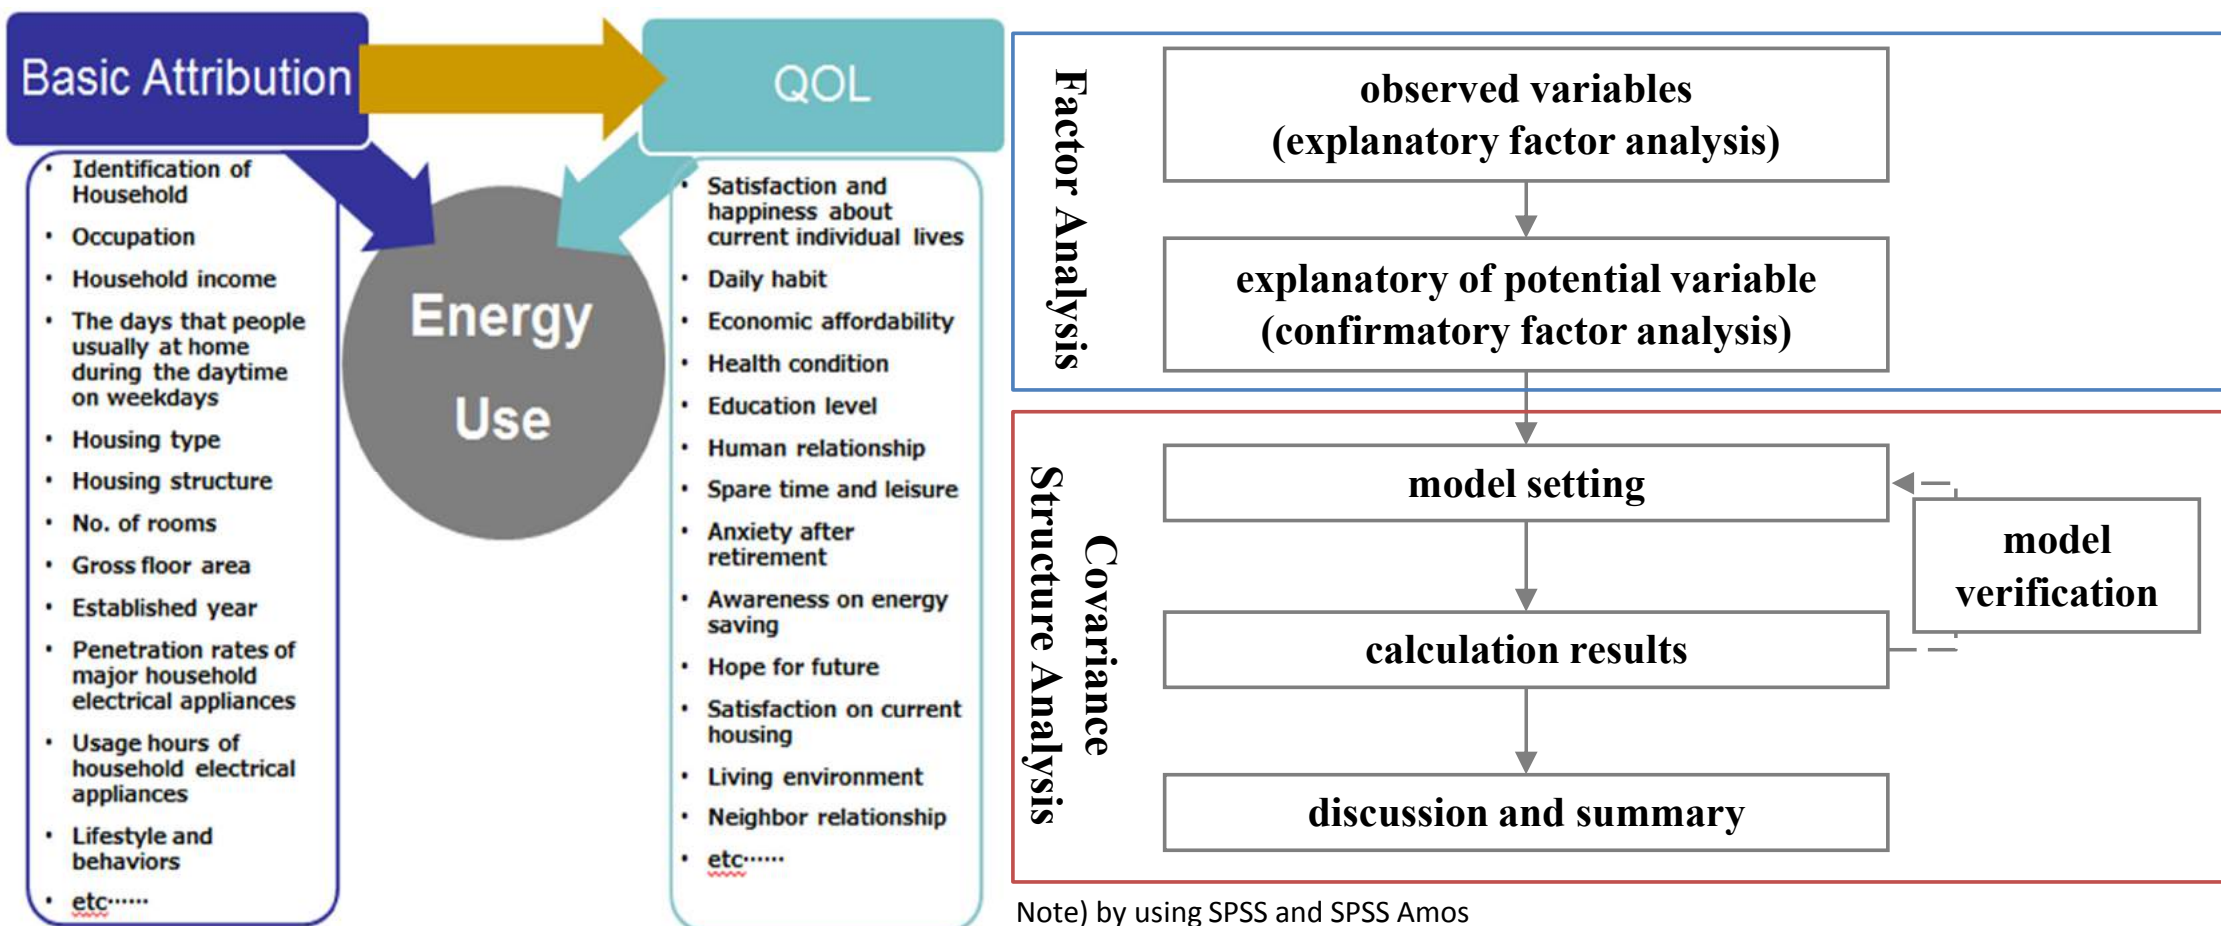 Basic Attribution
• Identification of
Household
• Occupation
• Household income
• The days that people
usually at home
during the daytime
on weekdays
• Housing type
• Housing structure
• No. of rooms
• Gross floor area
• Established year
• Penetration rates of
major household
electrical appliances
• Usage hours of
household electrical
appliances
• Lifestyle and
behaviors
• etc······
Energy
Use
QOL
• Satisfaction and
happiness about
current individual lives
• Daily habit
• Economic affordability
• Health condition
• Education level
• Human relationship
• Spare time and leisure
• Anxiety after
retirement
• Awareness on energy
saving
• Hope for future
• Satisfaction on current
housing
• Living environment
• Neighbor relationship
• etc······
Factor Analysis
observed variables
(explanatory factor analysis)
explanatory of potential variable
(confirmatory factor analysis)
Covariance
Structure Analysis
model setting
model
verification
calculation results
discussion and summary
Note) by using SPSS and SPSS Amos